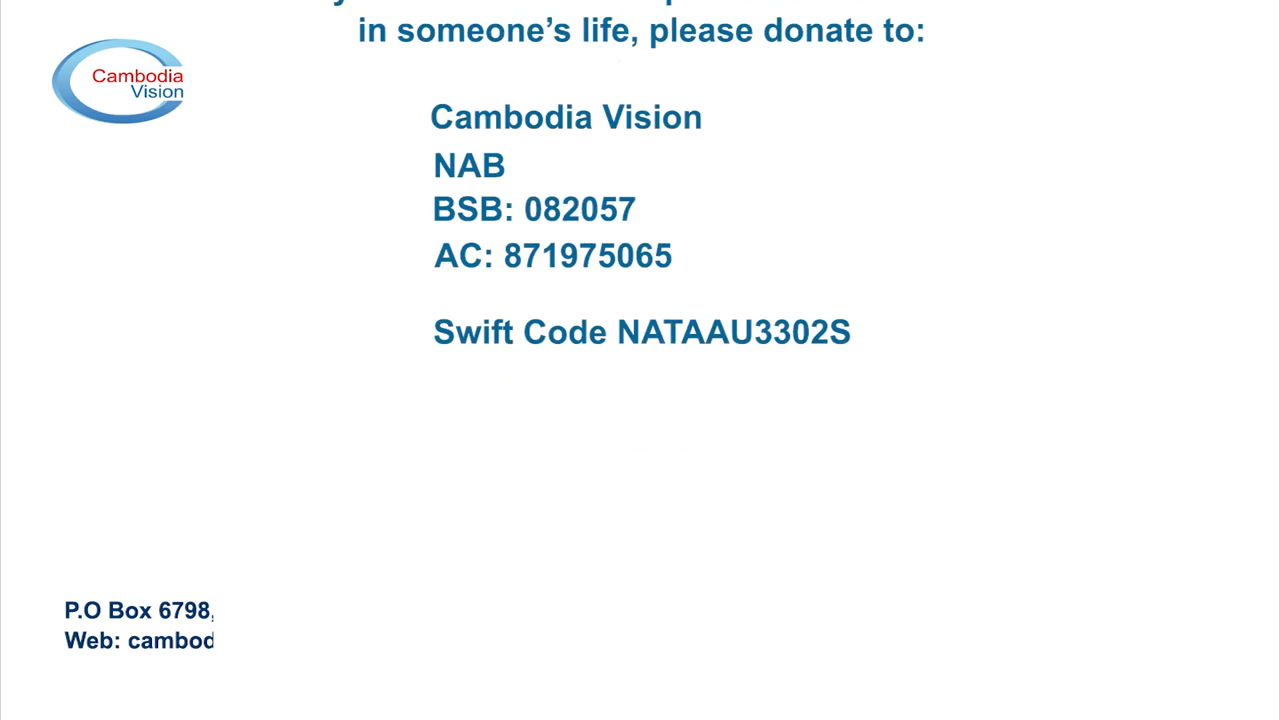 in someone's life, please donate to:
Cambodia
Vision
Cambodia Vision
NAB
BSB: 082057
AC: 871975065
Swift Code NATAAU3302S
P.O Box 6798,
Web: cambod